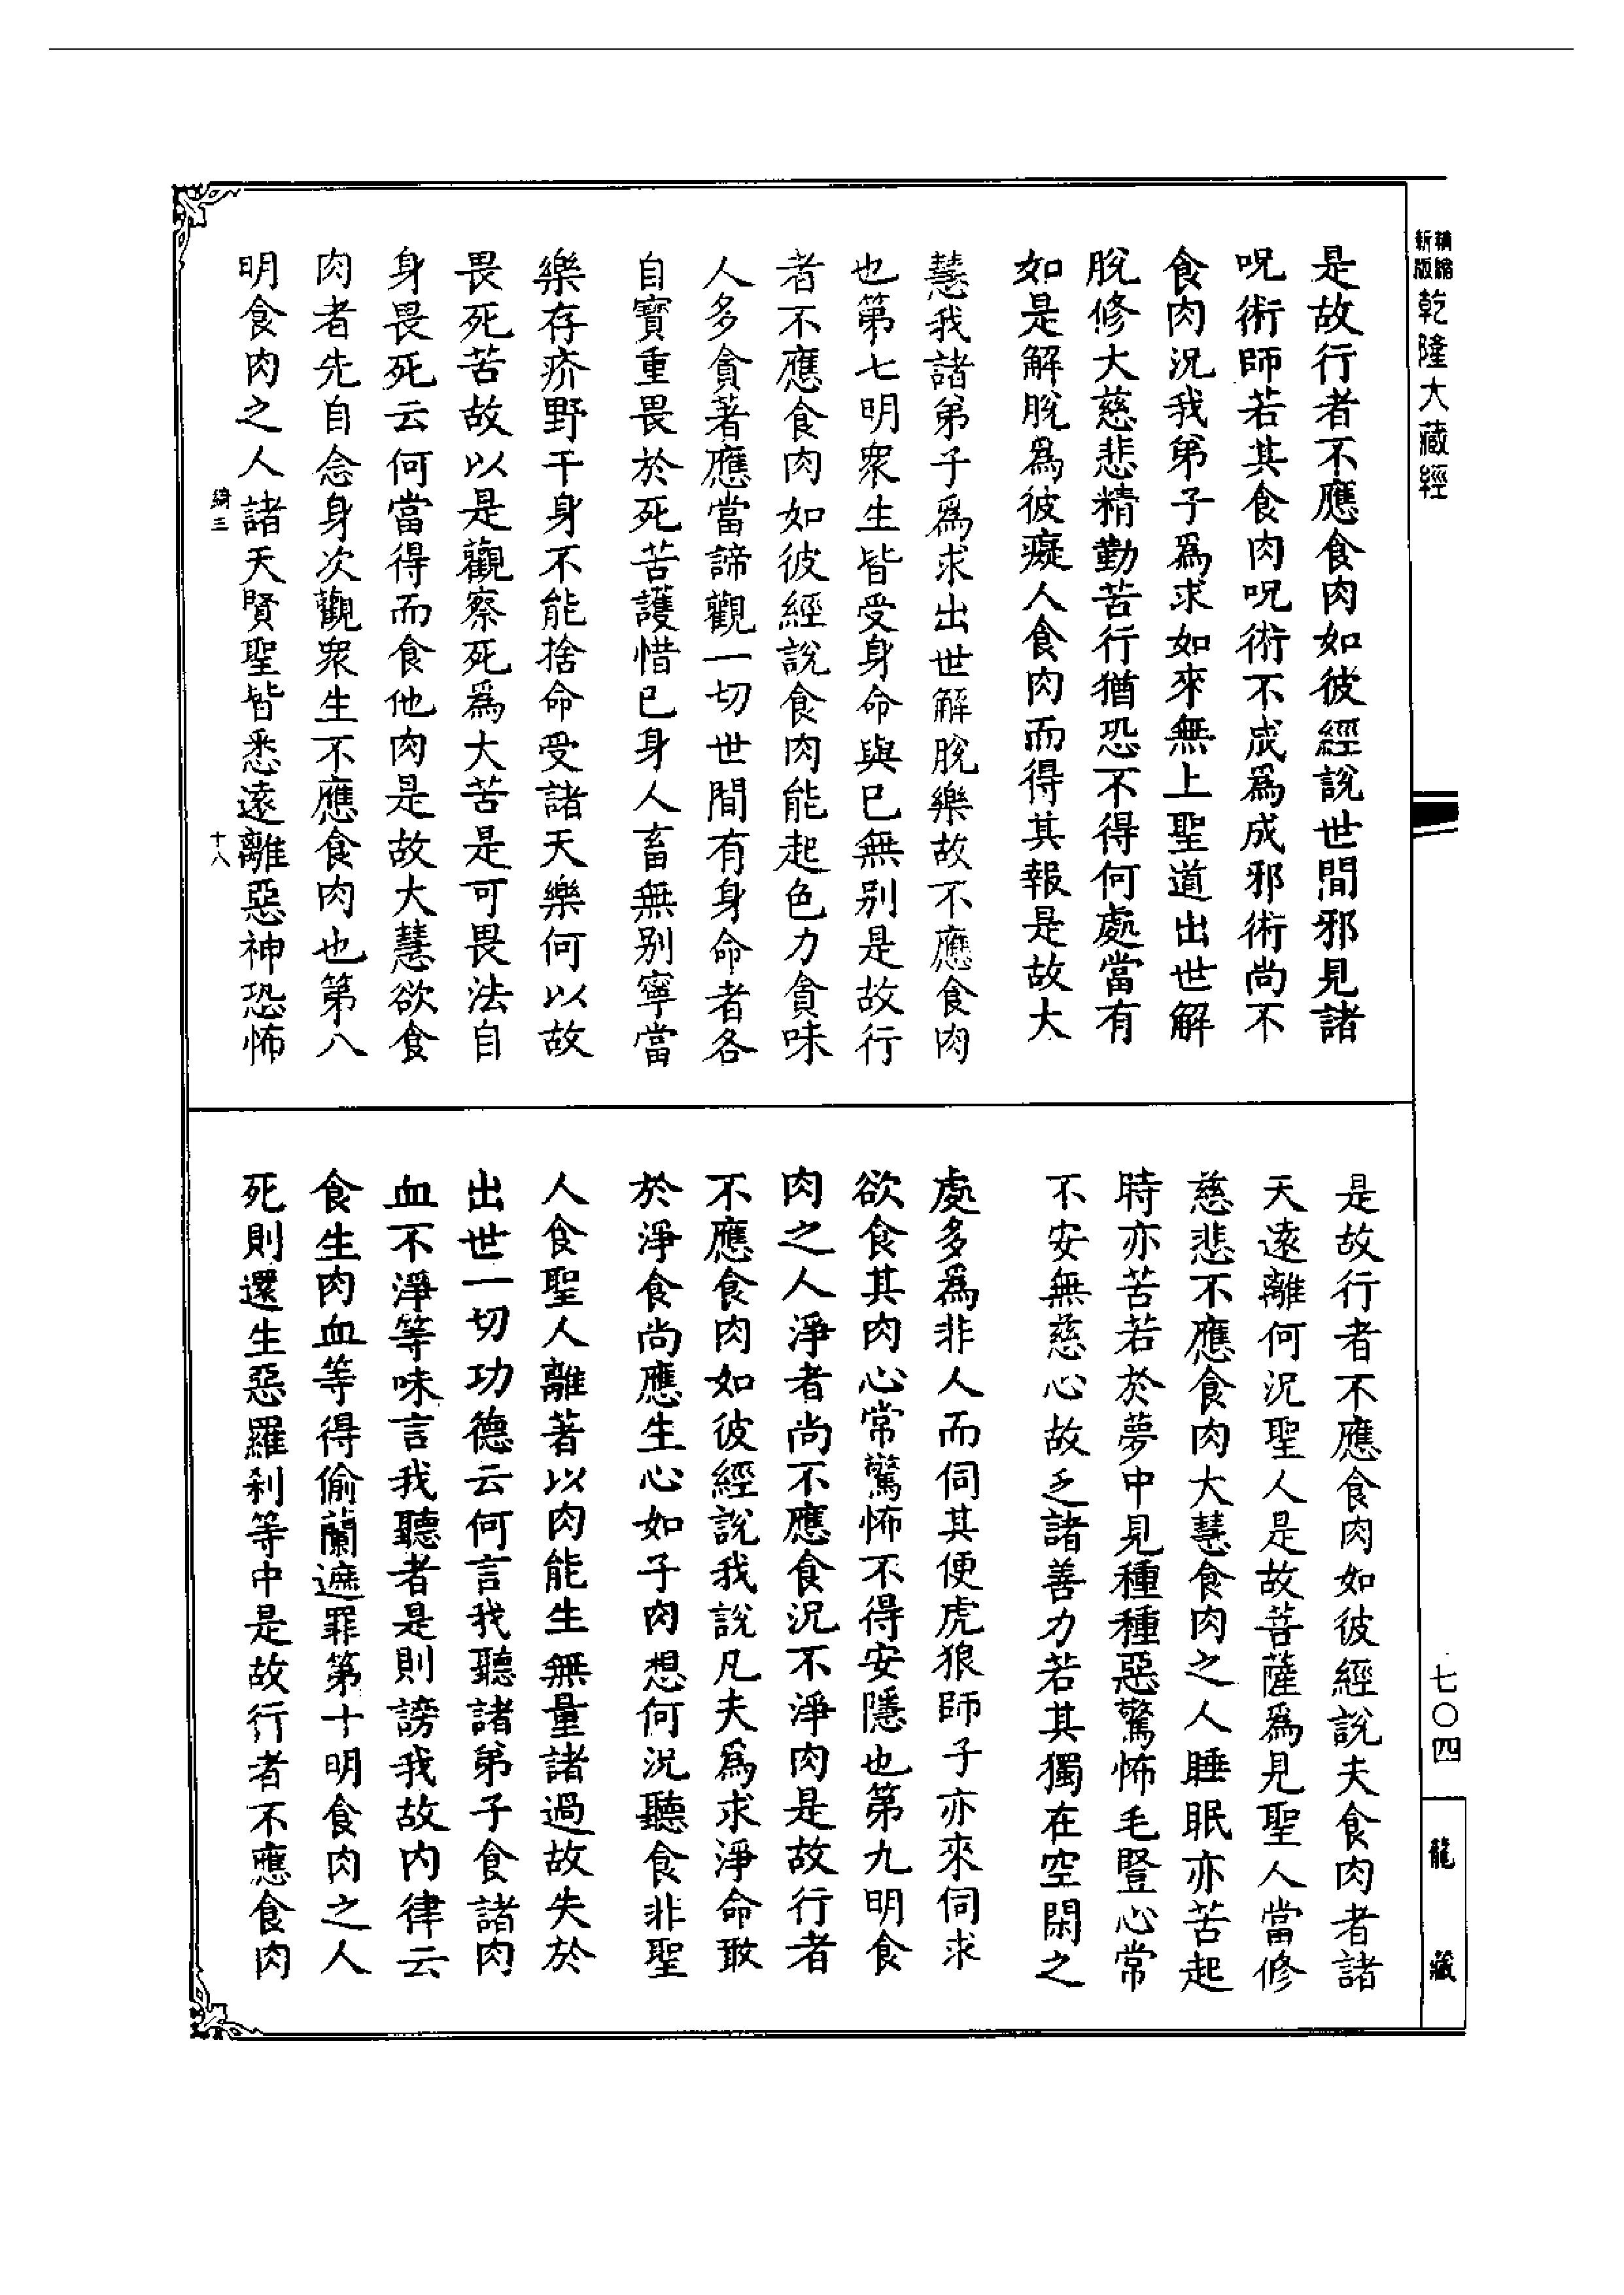 精縮新版乾隆大藏經
是故行者不應食肉如彼經說世間邪見諸
呪術師若其食肉呪術不成爲成邪術尚不
食肉況我弟子爲求如來無上聖道出世解
脫修大慈悲精勤苦行猶恐不得何處當有
如是解脫爲彼癡人食肉而得其報是故大
慧我諸弟子爲求出世解脫樂故不應食肉
也第七明衆生皆受身命與已無别是故行
者不應食肉如彼經說食肉能起色力貪味
人多貪著應當諦觀一切世間有身命者各
自寶重畏於死苦護惜已身人畜無别寧當
樂存疥野干身不能捨命受諸天樂何以故
畏死苦故以是觀察死爲大苦是可畏法自
身畏死云何當得而食他肉是故大慧欲食
肉者先自念身次觀衆生不應食肉也第八
明食肉之人諸天賢聖皆悉遠離惡神恐怖
綺三 十八
是故行者不應食肉如彼經說夫食肉者諸
天遠離何況聖人是故菩薩爲見聖人當修
慈悲不應食肉大慧食肉之人睡眠亦苦起
時亦苦若於夢中見種種惡驚怖毛豎心常
不安無慈心故乏諸善力若其獨在空閑之
處多爲非人而伺其便虎狼師子亦來伺求
欲食其肉心常驚怖不得安隱也第九明食
肉之人淨者尚不應食況不淨肉是故行者
不應食肉如彼經說我說凡夫爲求淨命敢
於淨食尚應生心如子肉想何況聽食非聖
人食聖人離著以肉能生無量諸過故失於
出世一切功德云何言我聽諸弟子食諸肉
血不淨等味言我聽者是則謗我故内律云
食生肉血等得偷蘭遮罪第十明食肉之人
死則還生惡羅刹等中是故行者不應食肉
七〇四
龍藏